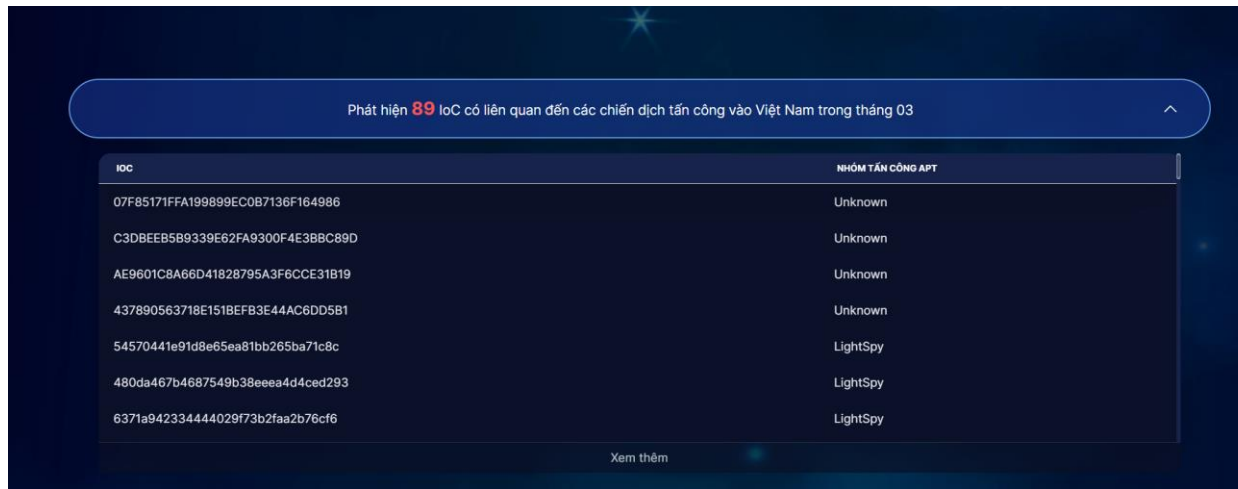 Phát hiện 89 IoC có liên quan đến các chiến dịch tấn công vào Việt Nam trong tháng 03
IOC NHÓM TẤN CÔNG APT
07F85171FFA199899EC0B7136F164986 Unknown
C3DBEEB5B9339E62FA9300F4E3BBC89D Unknown
AE9601C8A66D41828795A3F6CCE31B19 Unknown
437890563718E151BEFB3E44AC6DD5B1 Unknown
54570441e91d8e65ea81bb265ba71c8c LightSpy
480da467b4687549b38eeea4d4ced293 LightSpy
6371a942334444029f73b2faa2b76cf6 LightSpy
Xem thêm